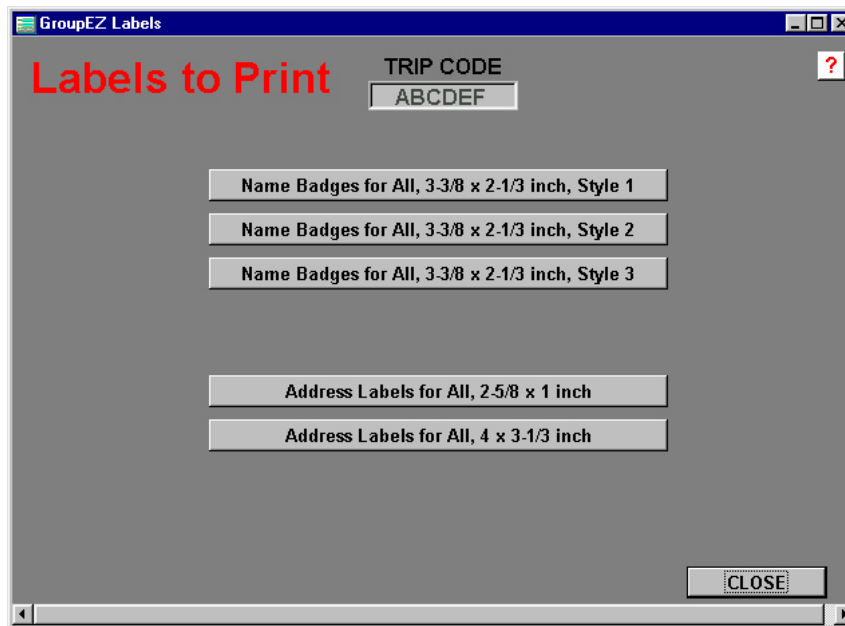 GroupEZ Labels
Labels to Print
TRIP CODE
ABCDEF
?
Name Badges for All, 3-3/8 x 2-1/3 inch, Style 1
Name Badges for All, 3-3/8 x 2-1/3 inch, Style 2
Name Badges for All, 3-3/8 x 2-1/3 inch, Style 3
Address Labels for All, 2-5/8 x 1 inch
Address Labels for All, 4 x 3-1/3 inch
CLOSE